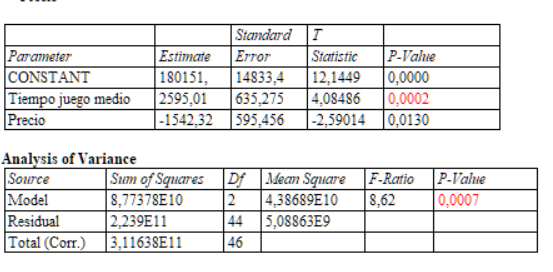 Standard T
Parameter Estimate Error Statistic P-Value
CONSTANT 180151, 14833,4 12,1449 0,0000
Tiempo juego medio 2595,01 635,275 4,08486 0,0002
Precio -1542,32 595,456 -2,59014 0,0130
Analysis of Variance
Source Sum of Squares Df Mean Square F-Ratio P-Value
Model 8,77378E10 2 4,38689E10 8,62 0,0007
Residual 2,239E11 44 5,08863E9
Total (Corr.) 3,11638E11 46